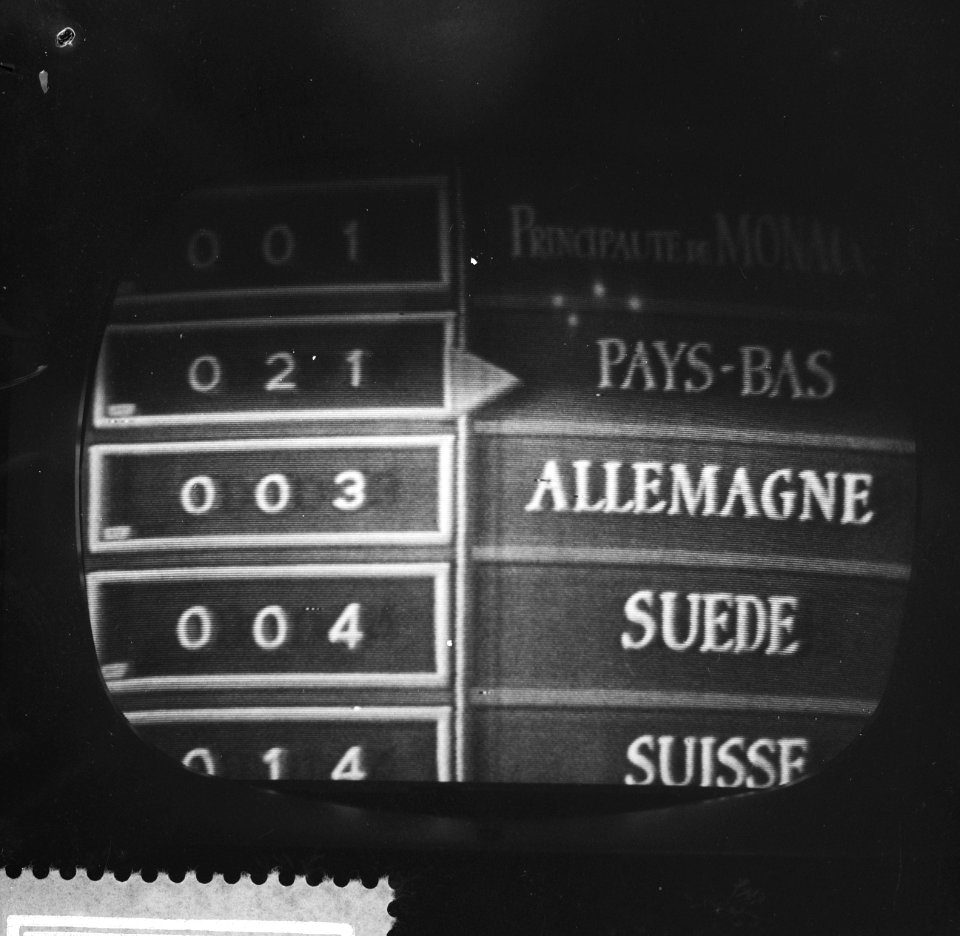 0 0 1 PRINCIPAUTE DE MONACO
0 2 1 PAYS-BAS
0 0 3 ALLEMAGNE
0 0 4 SUEDE
0 1 4 SUISSE